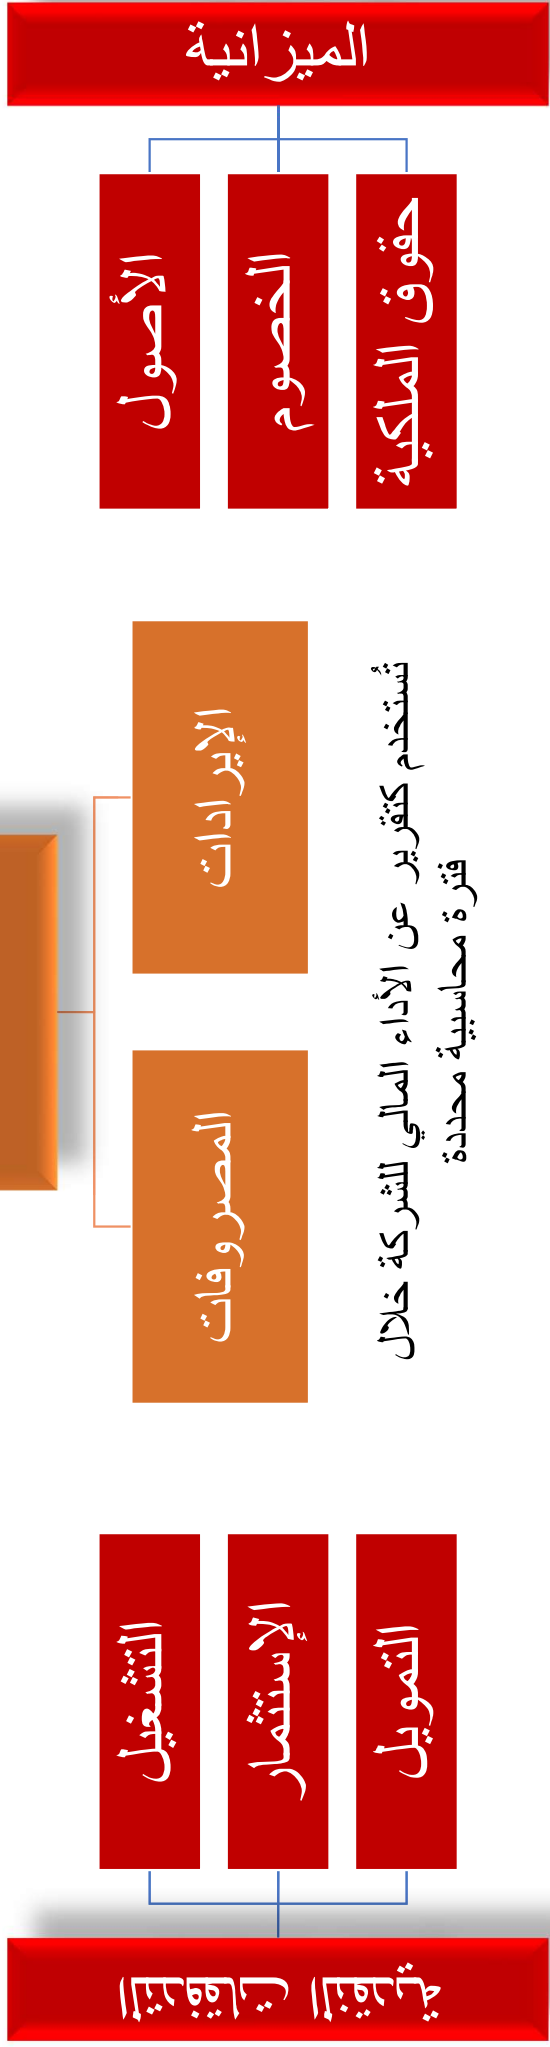 الميزانية
الأصول
الخصوم
حقوق الملكية
الإيرادات
المصروفات
تُستخدم كتقرير عن الأداء المالي للشركة خلال
فترة محاسبية محددة
التشغيل
الإستثمار
التمويل
التدفقات النقدية